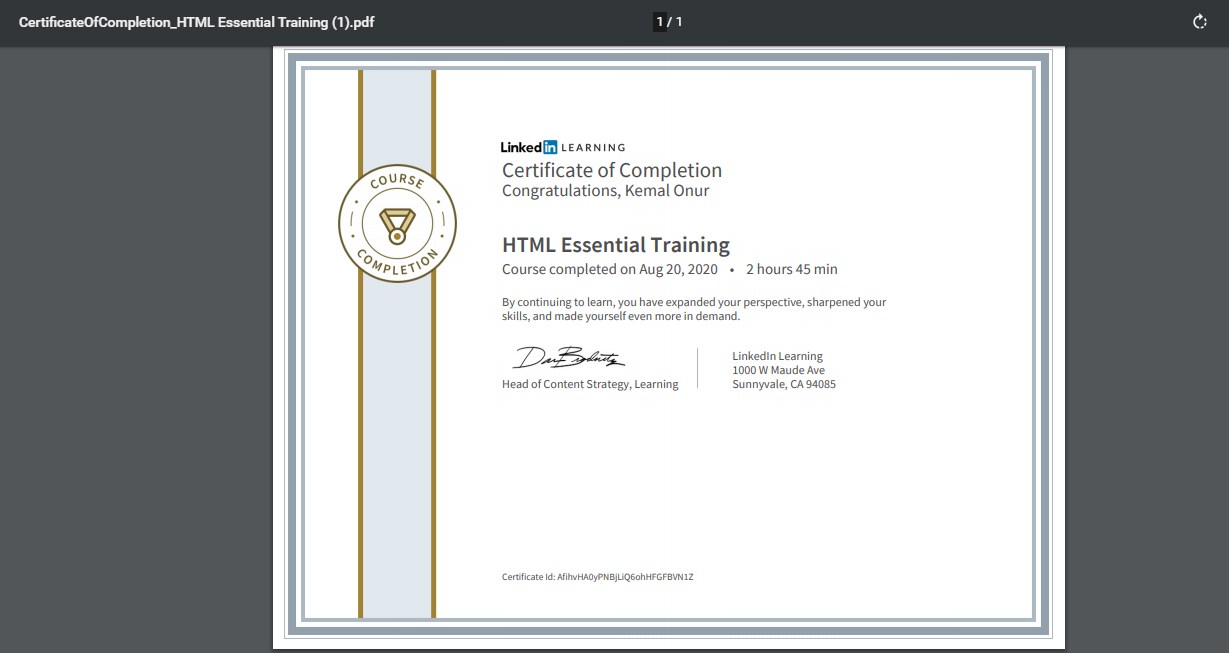 CertificateOfCompletion_HTML Essential Training (1).pdf
1 / 1
LinkedIn LEARNING
Certificate of Completion
Congratulations, Kemal Onur
COURSE
COMPLETION
HTML Essential Training
Course completed on Aug 20, 2020 • 2 hours 45 min
By continuing to learn, you have expanded your perspective, sharpened your
skills, and made yourself even more in demand.
Head of Content Strategy, Learning
LinkedIn Learning
1000 W Maude Ave
Sunnyvale, CA 94085
Certificate Id: AfihvHA0yPNBjLiQ6ohHFGFBVN1Z